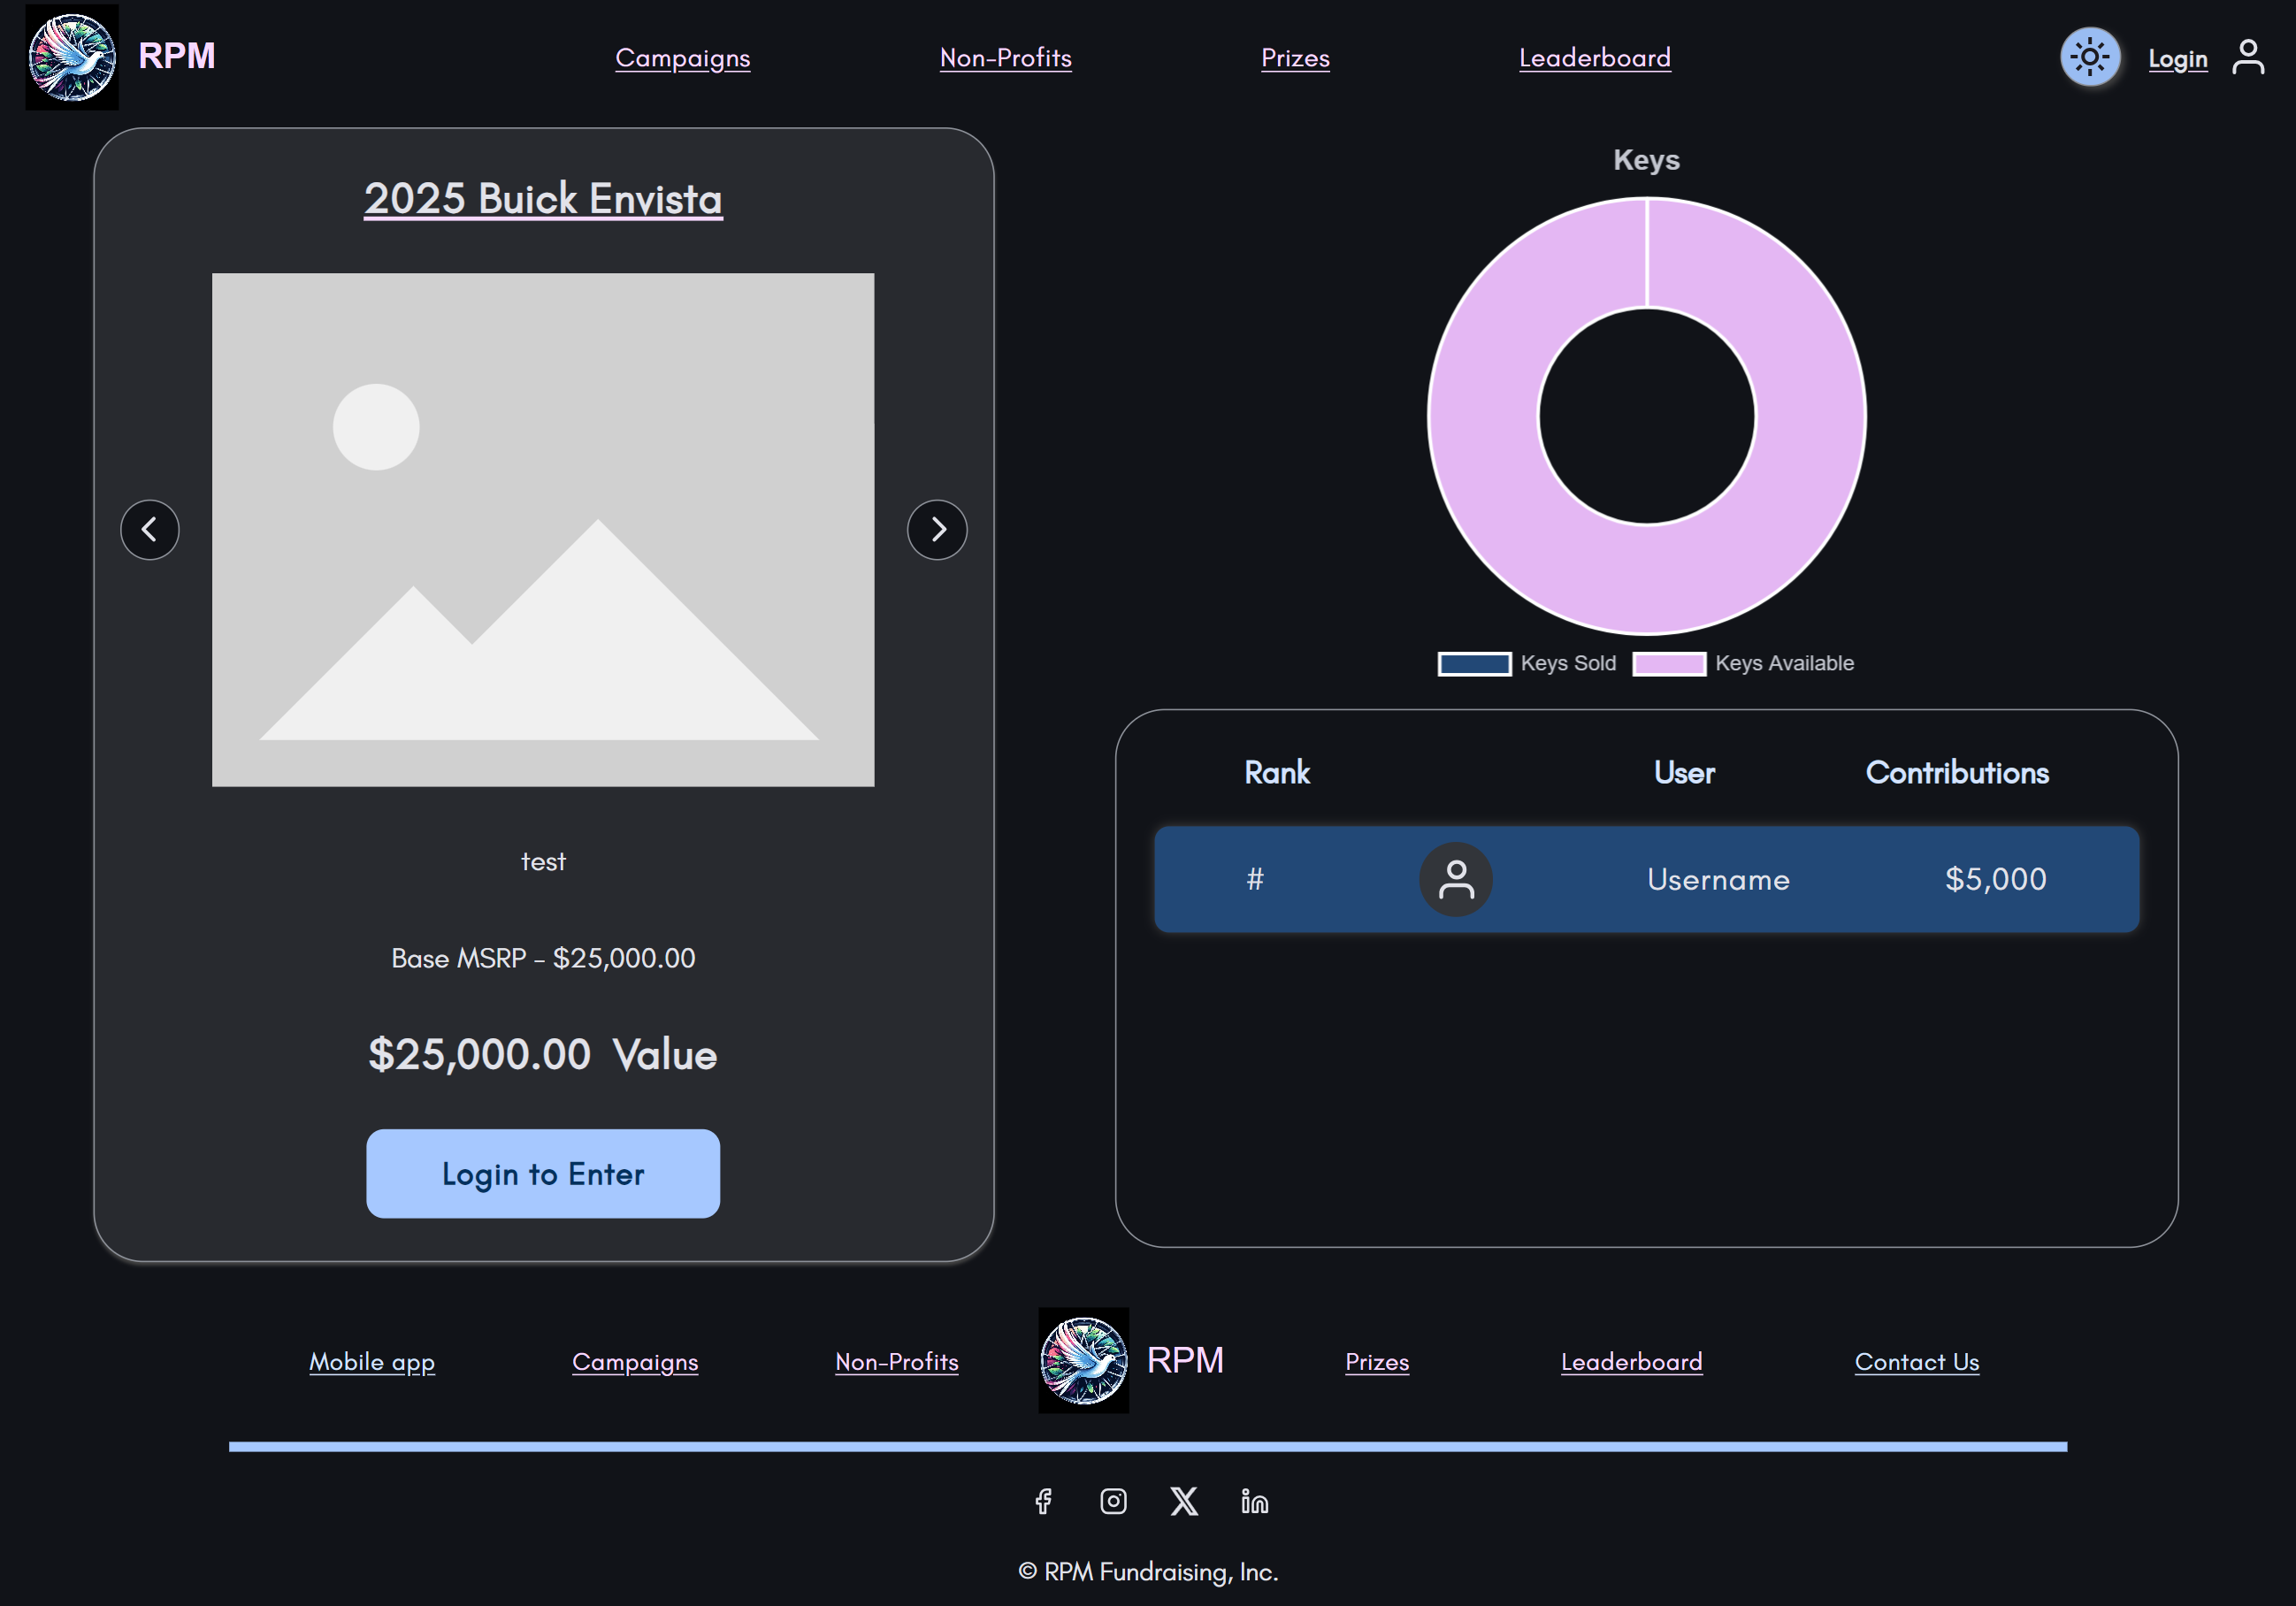 RPM
Campaigns
Non-Profits
Prizes
Leaderboard
Login
2025 Buick Envista
test
Base MSRP - $25,000.00
$25,000.00 Value
Login to Enter
Keys
Keys Sold
Keys Available
Rank User Contributions
# Username $5,000
Mobile app
Campaigns
Non-Profits
RPM
Prizes
Leaderboard
Contact Us
© RPM Fundraising, Inc.